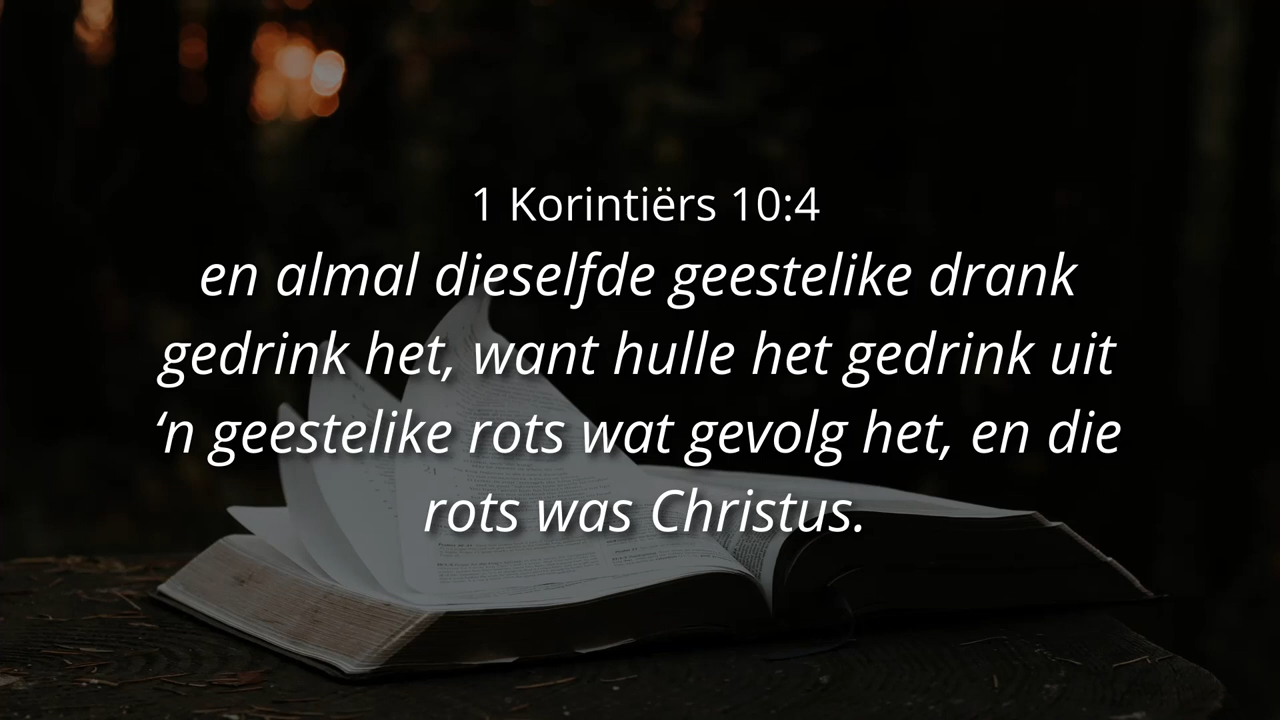 1 Korintiërs 10:4
en almal dieselfde geestelike drank
gedrink het, want hulle het gedrink uit
‘n geestelike rots wat gevolg het, en die
rots was Christus.